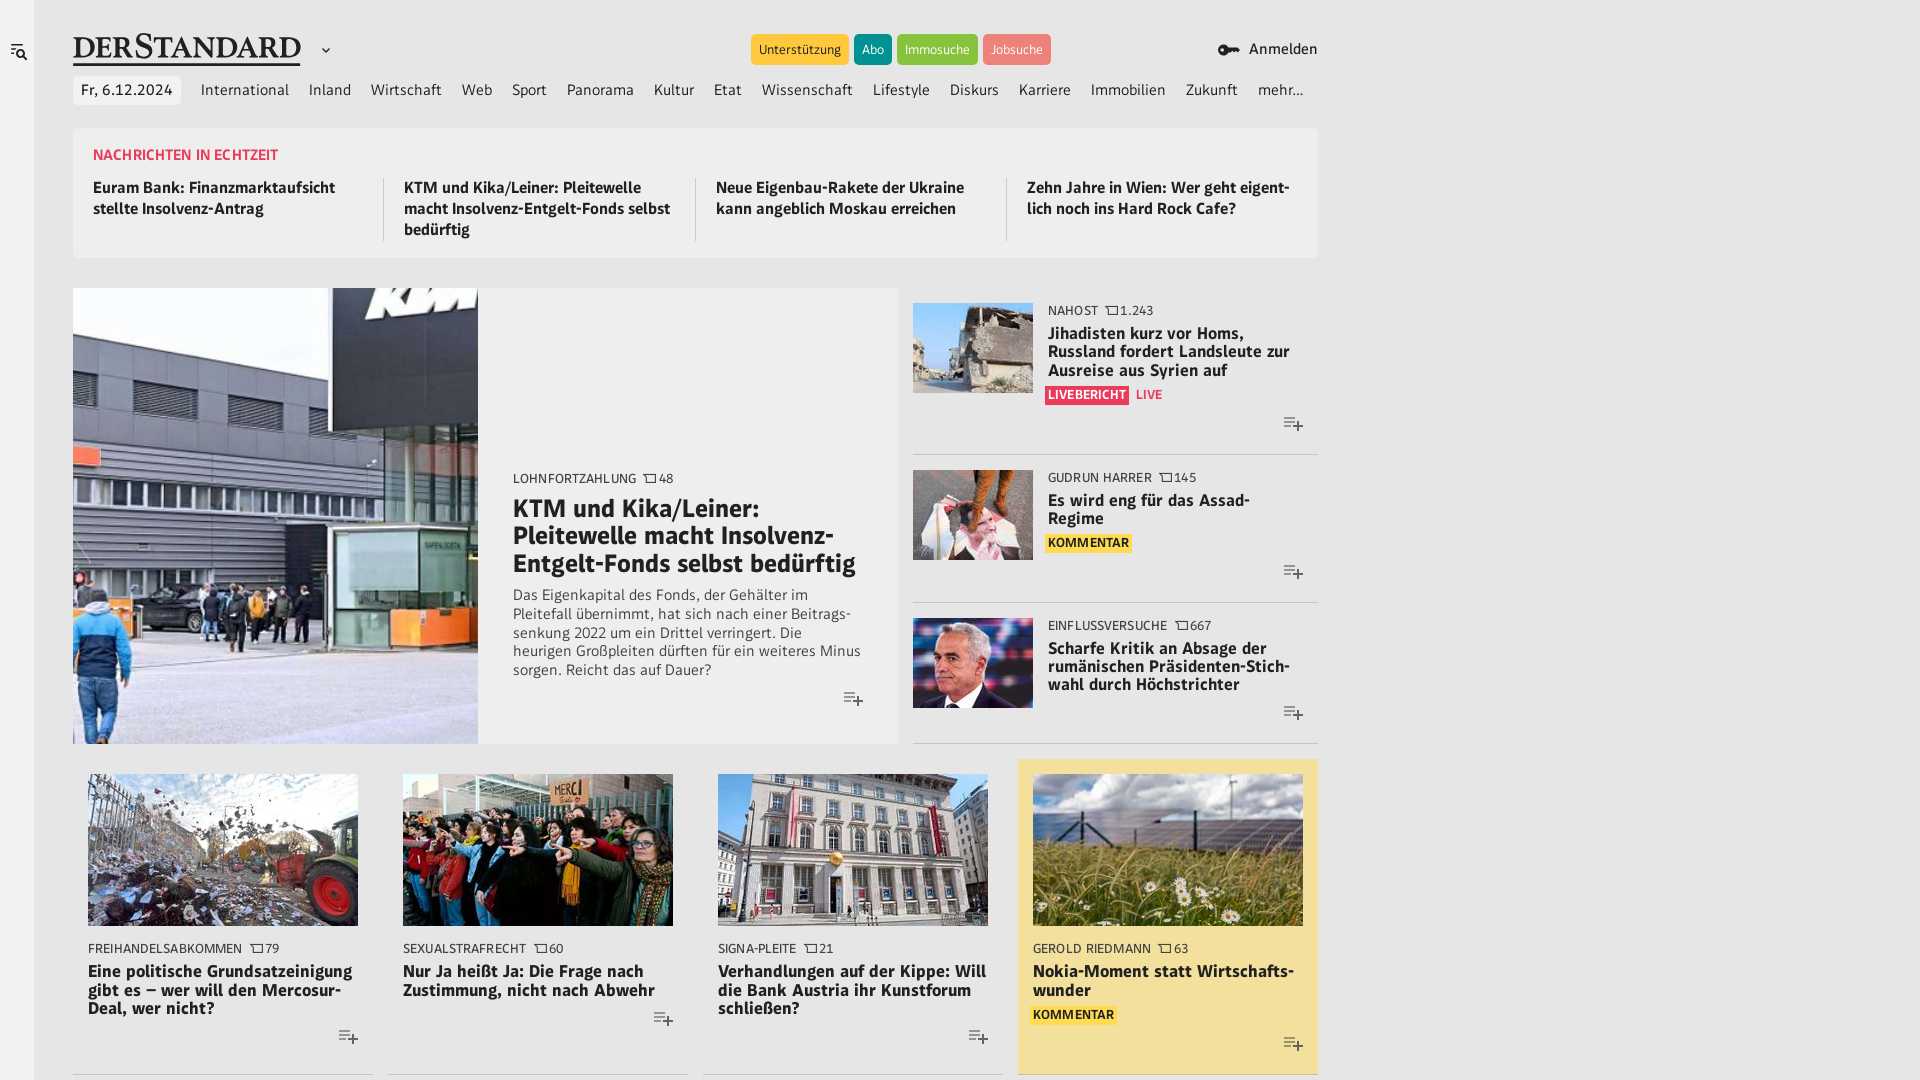 DERSTANDARD
Unterstützung
Abo
Immosuche
Jobsuche
Anmelden
Fr, 6.12.2024
International
Inland
Wirtschaft
Web
Sport
Panorama
Kultur
Etat
Wissenschaft
Lifestyle
Diskurs
Karriere
Immobilien
Zukunft
mehr...
NACHRICHTEN IN ECHTZEIT
Euram Bank: Finanzmarktaufsicht
stellte Insolvenz-Antrag
KTM und Kika/Leiner: Pleitewelle
macht Insolvenz-Entgelt-Fonds selbst
bedürftig
Neue Eigenbau-Rakete der Ukraine
kann angeblich Moskau erreichen
Zehn Jahre in Wien: Wer geht eigent-
lich noch ins Hard Rock Cafe?
KTM
LOHNFORTZAHLUNG 48
KTM und Kika/Leiner:
Pleitewelle macht Insolvenz-
Entgelt-Fonds selbst bedürftig
Das Eigenkapital des Fonds, der Gehälter im
Pleitefall übernimmt, hat sich nach einer Beitrags-
senkung 2022 um ein Drittel verringert. Die
heurigen Großpleiten dürften für ein weiteres Minus
sorgen. Reicht das auf Dauer?
NAHOST 1.243
Jihadisten kurz vor Homs,
Russland fordert Landsleute zur
Ausreise aus Syrien auf
LIVEBERICHT LIVE
GUDRUN HARRER 145
Es wird eng für das Assad-
Regime
KOMMENTAR
EINFLUSSVERSUCHE 667
Scharfe Kritik an Absage der
rumänischen Präsidenten-Stich-
wahl durch Höchstrichter
FREIHANDELSABKOMMEN 79
Eine politische Grundsatzeinigung
gibt es – wer will den Mercosur-
Deal, wer nicht?
MERCI
SEXUALSTRAFRECHT 60
Nur Ja heißt Ja: Die Frage nach
Zustimmung, nicht nach Abwehr
SIGNA-PLEITE 21
Verhandlungen auf der Kippe: Will
die Bank Austria ihr Kunstforum
schließen?
GEROLD RIEDMANN 63
Nokia-Moment statt Wirtschafts-
wunder
KOMMENTAR